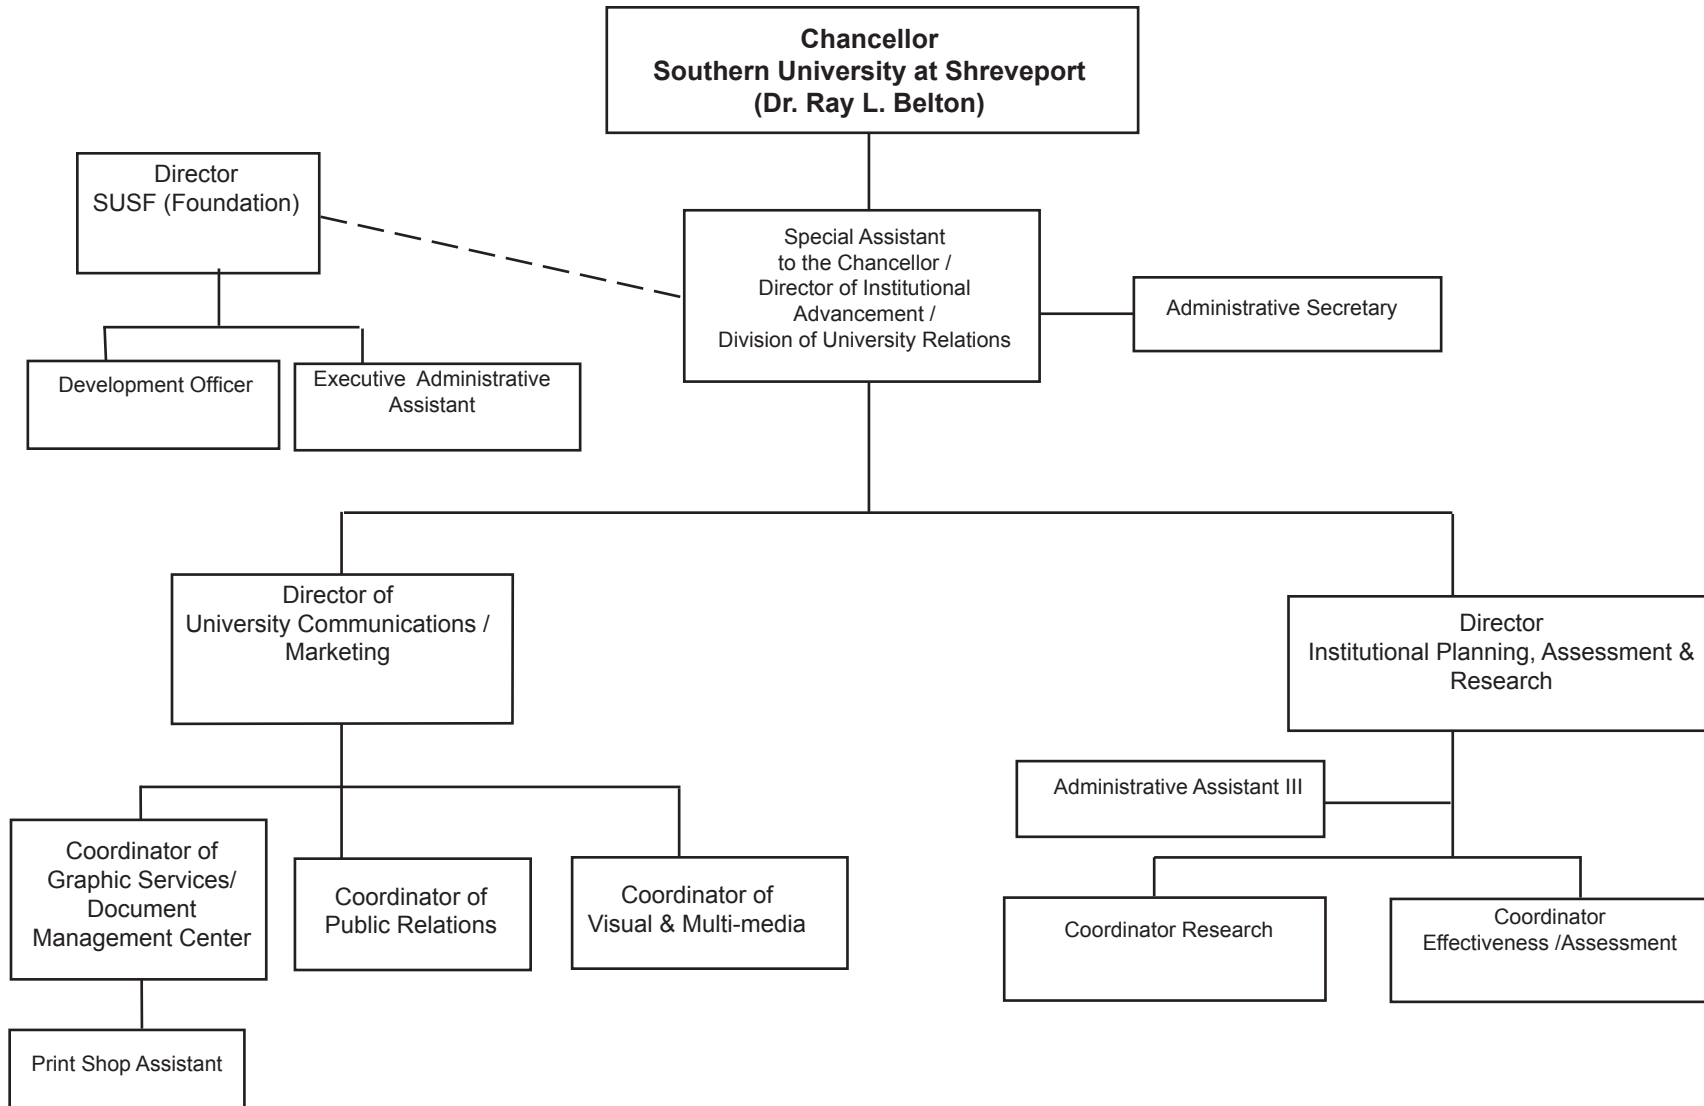 Chancellor
Southern University at Shreveport
(Dr. Ray L. Belton)
Director
SUSF (Foundation)
Special Assistant
to the Chancellor /
Director of Institutional
Advancement /
Division of University Relations
Administrative Secretary
Development Officer
Executive Administrative
Assistant
Director of
University Communications /
Marketing
Director
Institutional Planning, Assessment &
Research
Administrative Assistant III
Coordinator of
Graphic Services/
Document
Management Center
Coordinator of
Public Relations
Coordinator of
Visual & Multi-media
Coordinator Research
Coordinator
Effectiveness /Assessment
Print Shop Assistant